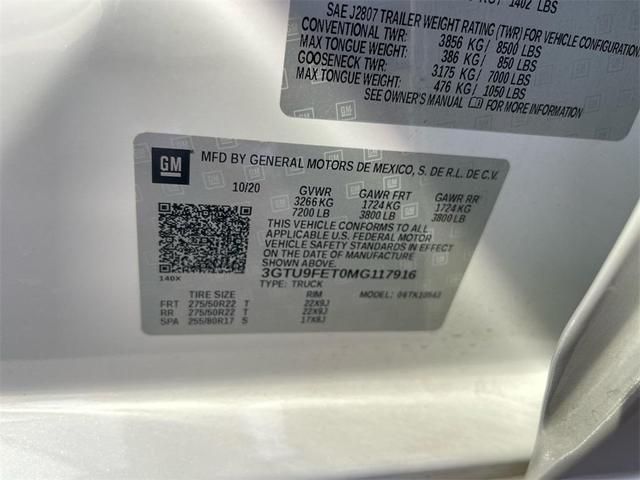 1402 LBS
SAE J2807 TRAILER WEIGHT RATING (TWR) FOR VEHICLE CONFIGURATION
CONVENTIONAL TWR: 3856 KG / 8500 LBS
MAX TONGUE WEIGHT: 386 KG / 850 LBS
GOOSENECK TWR: 3175 KG / 7000 LBS
MAX TONGUE WEIGHT: 476 KG / 1050 LBS
SEE OWNER'S MANUAL FOR MORE INFORMATION
GM MFD BY GENERAL MOTORS DE MEXICO, S. DE R.L. DE C.V.
10/20 GVWR GAWR FRT GAWR RR
3266 KG 1724 KG 1724 KG
7200 LB 3800 LB 3800 LB
THIS VEHICLE CONFORMS TO ALL
APPLICABLE U.S. FEDERAL MOTOR
VEHICLE SAFETY STANDARDS IN EFFECT
ON THE DATE OF MANUFACTURE SHOWN ABOVE.
3GTU9FET0MG117916
140X TYPE: TRUCK
TIRE SIZE RIM MODEL:
FRT 275/50R22 T 22X9J
RR 275/50R22 T 22X9J
SPA 255/80R17 S 17X8J